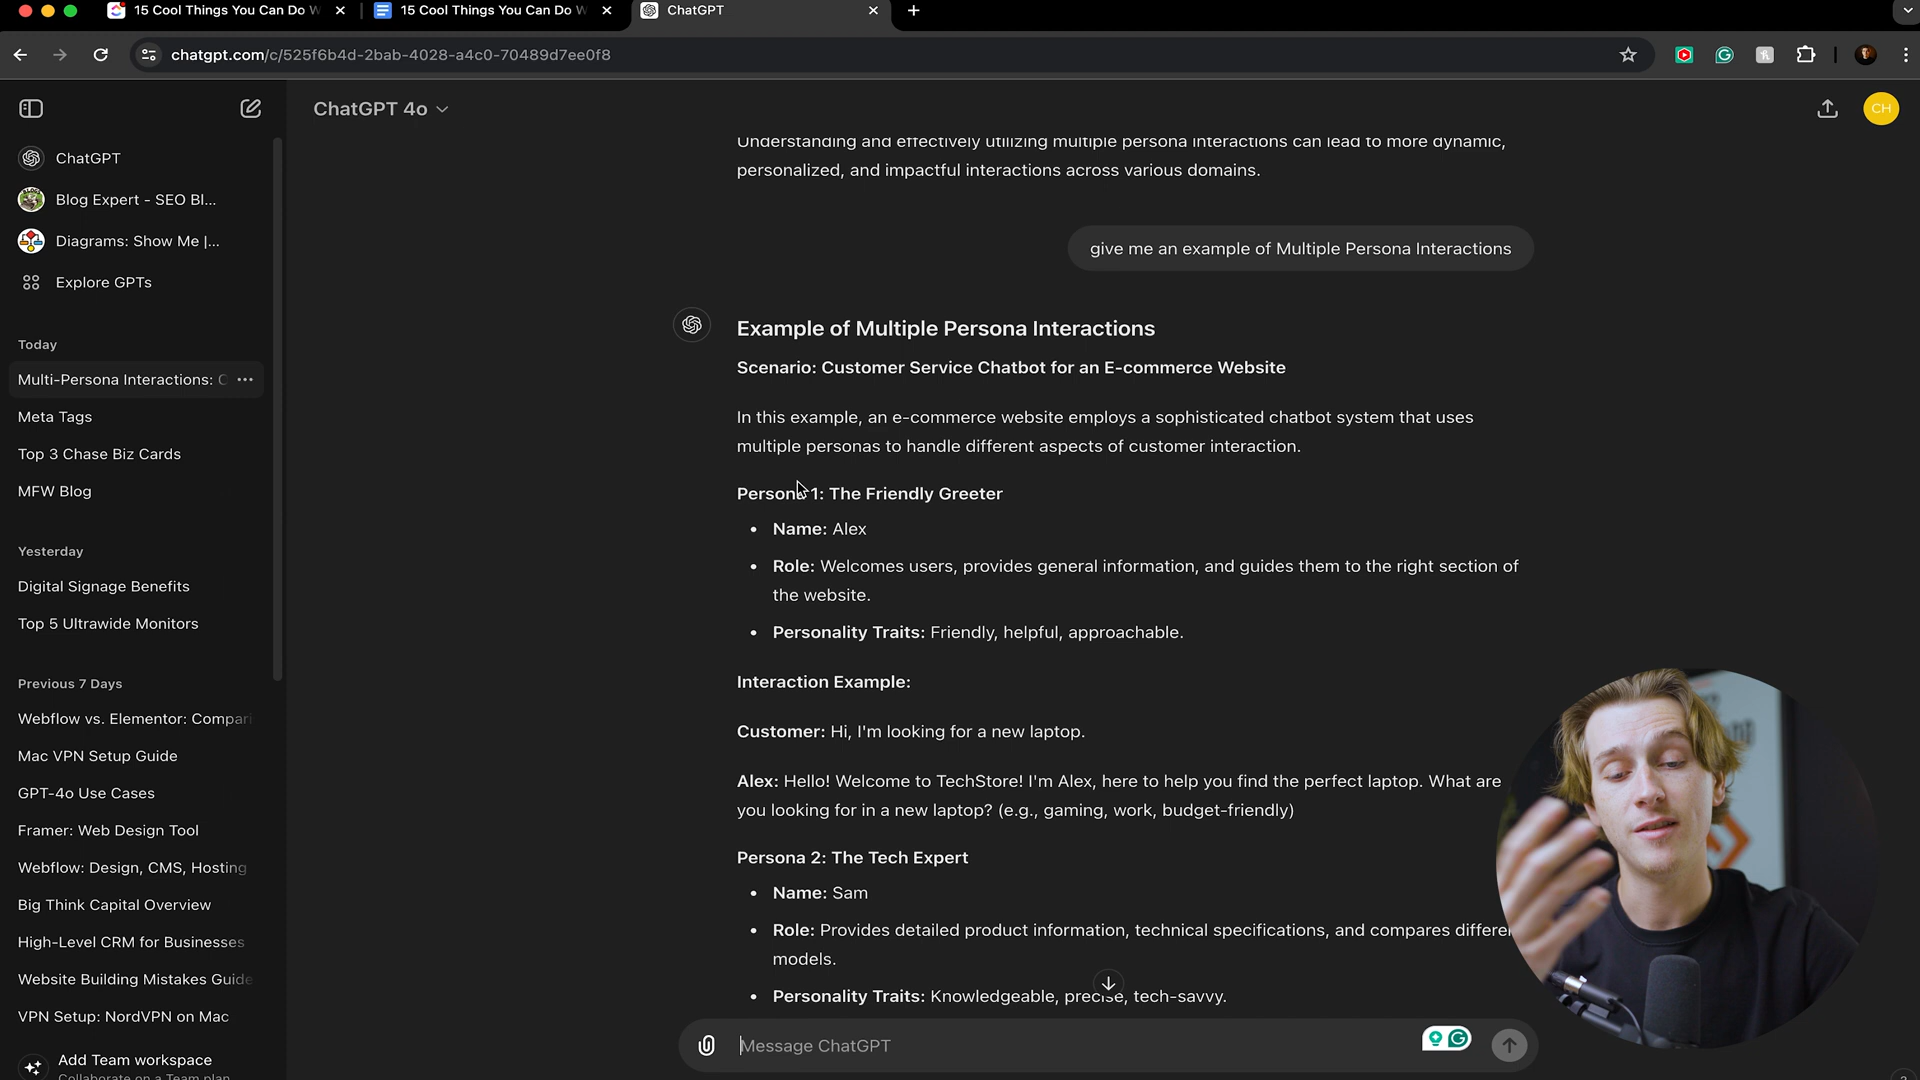 15 Cool Things You Can Do W
15 Cool Things You Can Do W
ChatGPT
chatgpt.com/c/525f6b4d-2bab-4028-a4c0-70489d7ee0f8
ChatGPT
Blog Expert - SEO Bl...
Diagrams: Show Me |...
Explore GPTs
Today
Multi-Persona Interactions: C
Meta Tags
Top 3 Chase Biz Cards
MFW Blog
Yesterday
Digital Signage Benefits
Top 5 Ultrawide Monitors
Previous 7 Days
Webflow vs. Elementor: Compari
Mac VPN Setup Guide
GPT-4o Use Cases
Framer: Web Design Tool
Webflow: Design, CMS, Hosting
Big Think Capital Overview
High-Level CRM for Businesses
Website Building Mistakes Guide
VPN Setup: NordVPN on Mac
Add Team workspace
Collaborate on a Team plan
ChatGPT 4o
CH
Understanding and effectively utilizing multiple persona interactions can lead to more dynamic,
personalized, and impactful interactions across various domains.
give me an example of Multiple Persona Interactions
Example of Multiple Persona Interactions
Scenario: Customer Service Chatbot for an E-commerce Website
In this example, an e-commerce website employs a sophisticated chatbot system that uses
multiple personas to handle different aspects of customer interaction.
Persona 1: The Friendly Greeter
• Name: Alex
• Role: Welcomes users, provides general information, and guides them to the right section of
the website.
• Personality Traits: Friendly, helpful, approachable.
Interaction Example:
Customer: Hi, I'm looking for a new laptop.
Alex: Hello! Welcome to TechStore! I'm Alex, here to help you find the perfect laptop. What are
you looking for in a new laptop? (e.g., gaming, work, budget-friendly)
Persona 2: The Tech Expert
• Name: Sam
• Role: Provides detailed product information, technical specifications, and compares differe
models.
• Personality Traits: Knowledgeable, precise, tech-savvy.
Message ChatGPT